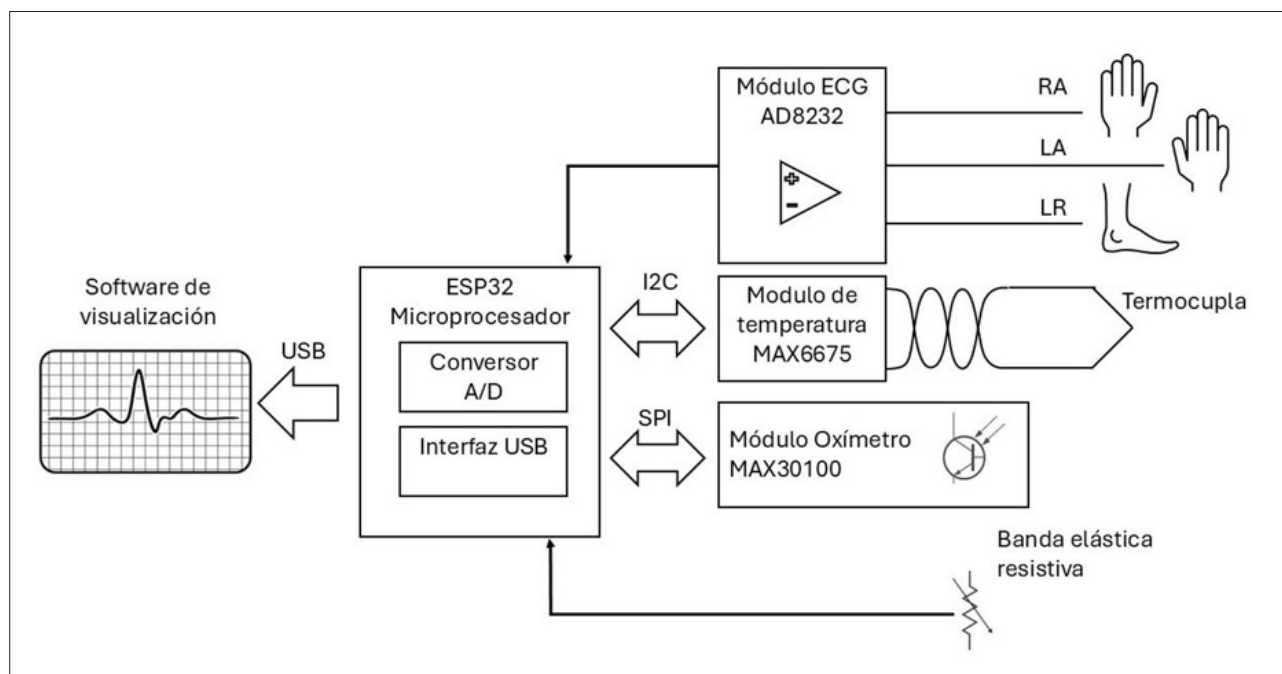 Módulo ECG
AD8232
RA
LA
LR
ESP32
Microprocesador
Conversor
A/D
Interfaz USB
Software de
visualización
USB
I2C
Modulo de
temperatura
MAX6675
Termocupla
SPI
Módulo Oxímetro
MAX30100
Banda elástica
resistiva